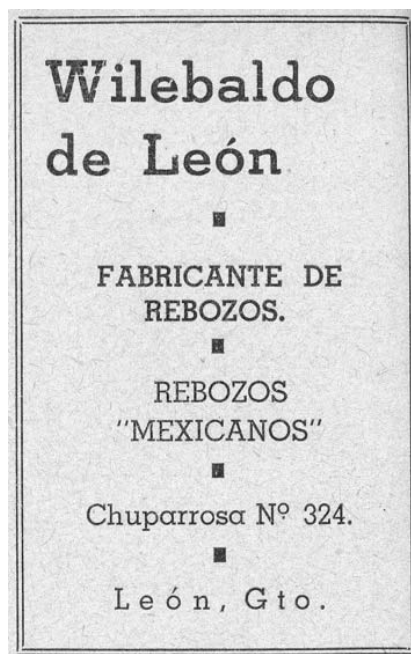 Wilebaldo
de León
FABRICANTE DE
REBOZOS.
REBOZOS
"MEXICANOS"
Chuparrosa Nº 324.
León, Gto.